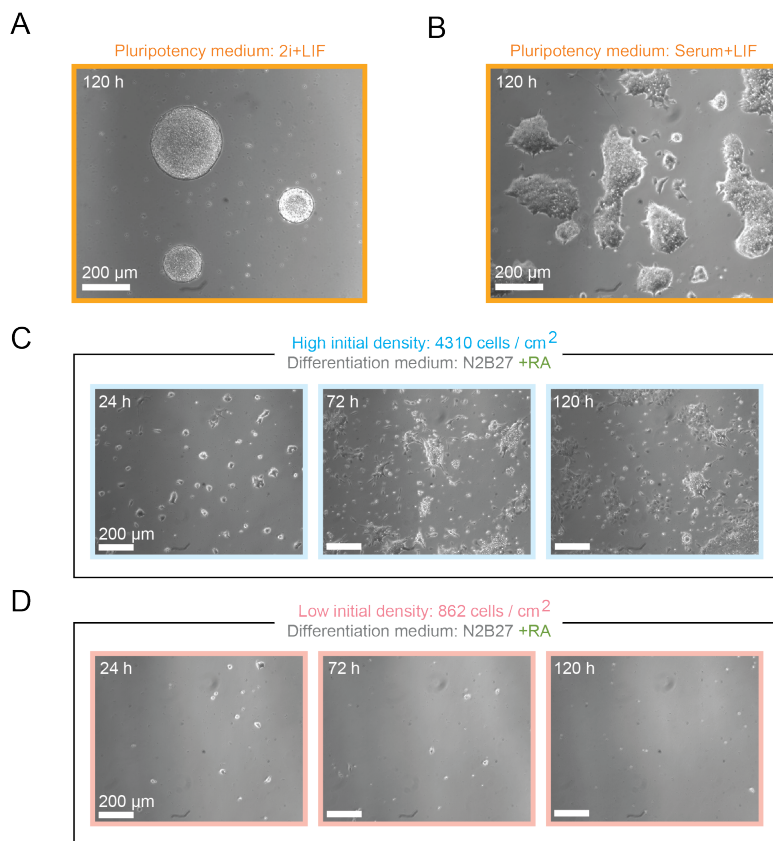 A
Pluripotency medium: 2i+LIF
120 h
200 µm
B
Pluripotency medium: Serum+LIF
120 h
200 µm
C
High initial density: 4310 cells / cm²
Differentiation medium: N2B27 +RA
24 h
200 µm
72 h
120 h
D
Low initial density: 862 cells / cm²
Differentiation medium: N2B27 +RA
24 h
200 µm
72 h
120 h